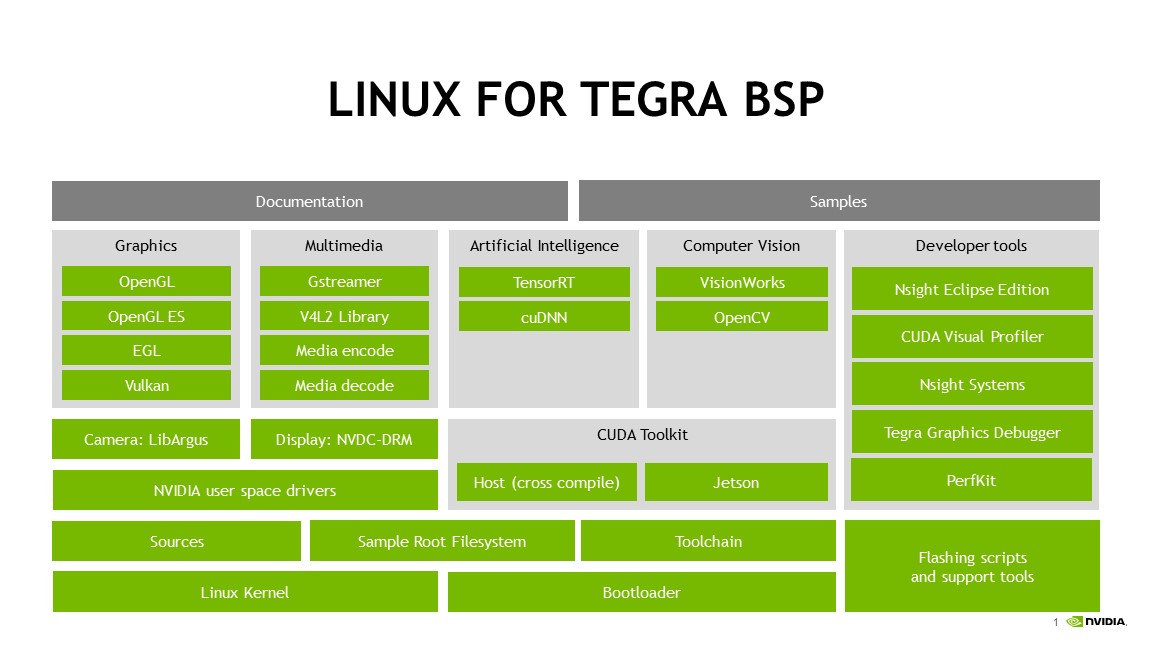 LINUX FOR TEGRA BSP
Documentation
Samples
Graphics
OpenGL
OpenGL ES
EGL
Vulkan
Multimedia
Gstreamer
V4L2 Library
Media encode
Media decode
Artificial Intelligence
TensorRT
cuDNN
Computer Vision
VisionWorks
OpenCV
Developer tools
Nsight Eclipse Edition
CUDA Visual Profiler
Nsight Systems
Tegra Graphics Debugger
PerfKit
Camera: LibArgus
Display: NVDC-DRM
CUDA Toolkit
Host (cross compile)
Jetson
NVIDIA user space drivers
Sources
Sample Root Filesystem
Toolchain
Flashing scripts
and support tools
Linux Kernel
Bootloader
1
NVIDIA.